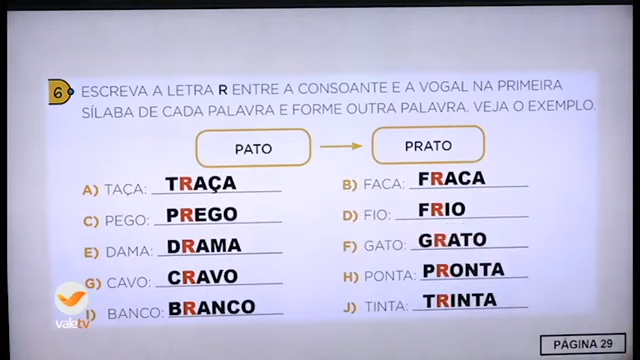 6 ESCREVA A LETRA R ENTRE A CONSOANTE E A VOGAL NA PRIMEIRA
SÍLABA DE CADA PALAVRA E FORME OUTRA PALAVRA. VEJA O EXEMPLO.
PATO PRATO
A) TAÇA: TRAÇA B) FACA: FRACA
C) PEGO: PREGO D) FIO: FRIO
E) DAMA: DRAMA F) GATO: GRATO
G) CAVO: CRAVO H) PONTA: PRONTA
I) BANCO: BRANCO J) TINTA: TRINTA
valetv
PÁGINA 29